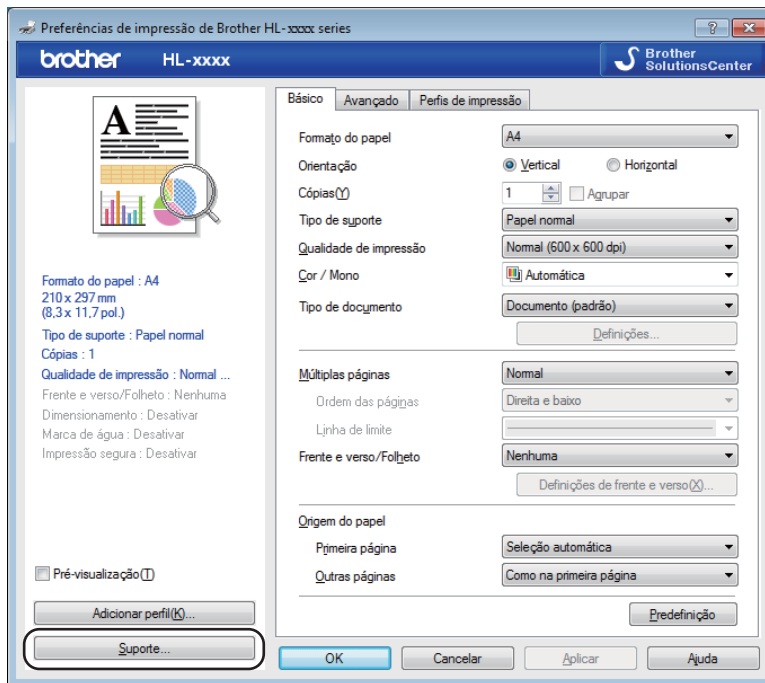 Preferências de impressão de Brother HL-xxxx series
brother HL-xxxx
Brother
SolutionsCenter
A
Formato do papel : A4
210 x 297 mm
(8,3 x 11,7 pol.)
Tipo de suporte : Papel normal
Cópias : 1
Qualidade de impressão : Normal ...
Frente e verso/Folheto : Nenhuma
Dimensionamento : Desativar
Marca de água : Desativar
Impressão segura : Desativar
Pré-visualização(T)
Adicionar perfil(K)...
Suporte...
Básico Avançado Perfis de impressão
Formato do papel A4
Orientação Vertical Horizontal
Cópias(Y) 1 Agrupar
Tipo de suporte Papel normal
Qualidade de impressão Normal (600 x 600 dpi)
Cor / Mono Automática
Tipo de documento Documento (padrão)
Definições...
Múltiplas páginas Normal
Ordem das páginas Direita e baixo
Linha de limite
Frente e verso/Folheto Nenhuma
Definições de frente e verso(X)...
Origem do papel
Primeira página Seleção automática
Outras páginas Como na primeira página
Predefinição
OK Cancelar Aplicar Ajuda